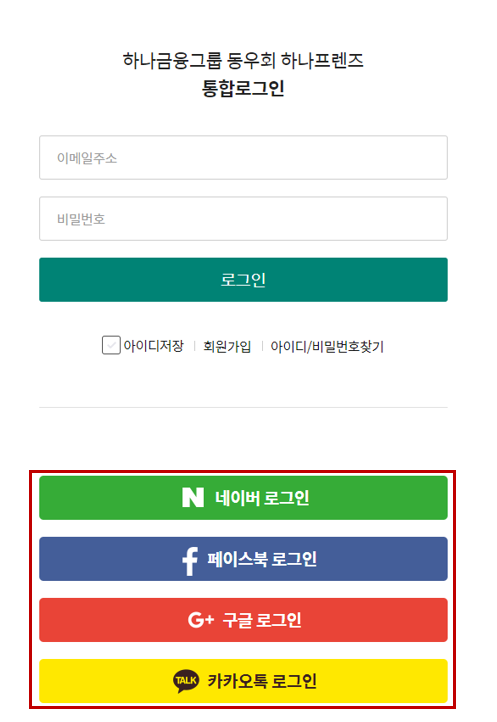 하나금융그룹 동우회 하나프렌즈
통합로그인
이메일주소
비밀번호
로그인
아이디저장 | 회원가입 | 아이디/비밀번호찾기
N 네이버 로그인
f 페이스북 로그인
G+ 구글 로그인
TALK 카카오톡 로그인